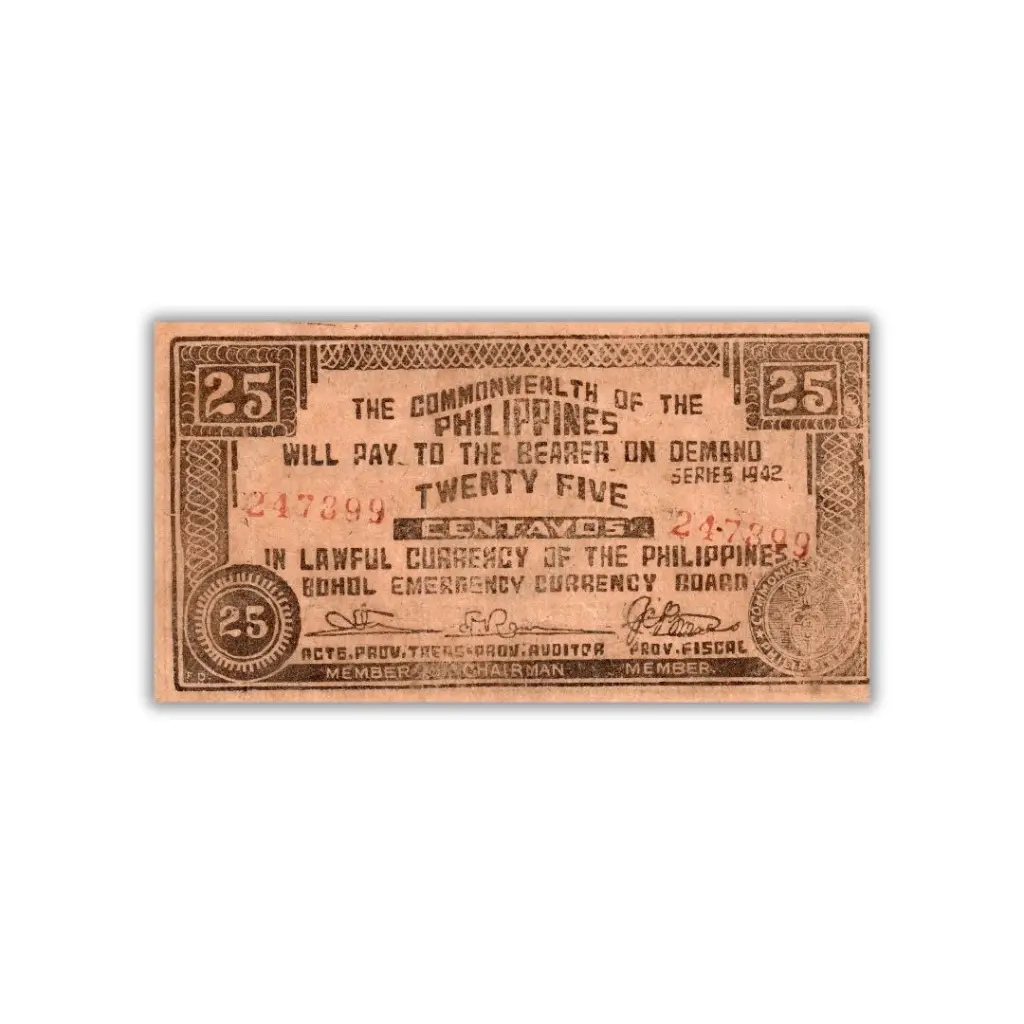 25
25
THE COMMONWEALTH OF THE
PHILIPPINES
WILL PAY TO THE BEARER ON DEMAND
SERIES 1942
TWENTY FIVE
247399
CENTAVOS
247399
IN LAWFUL CURRENCY OF THE PHILIPPINES
BOHOL EMERGENCY CURRENCY BOARD
25
ACTG. PROV. TREAS. PROV. AUDITOR PROV. FISCAL
MEMBER CHAIRMAN MEMBER.